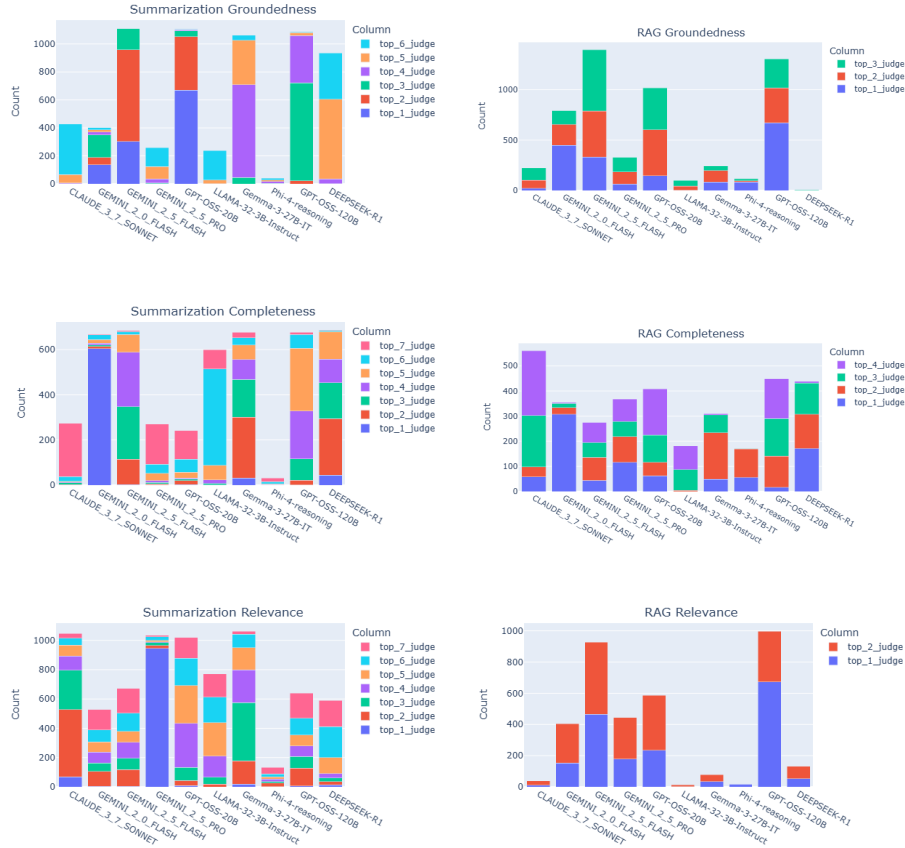 Summarization Groundedness
Count
1000
800
600
400
200
0
CLAUDE_3_7_SONNET
GEMINI_2_0_FLASH
GEMINI_2_5_FLASH
GEMINI_2_5_PRO
GPT-OSS-20B
LLAMA-32-3B-Instruct
Gemma-3-27B-IT
Phi-4-reasoning
GPT-OSS-120B
DEEPSEEK-R1
Column
top_6_judge
top_5_judge
top_4_judge
top_3_judge
top_2_judge
top_1_judge
RAG Groundedness
Count
1000
500
0
CLAUDE_3_7_SONNET
GEMINI_2_0_FLASH
GEMINI_2_5_FLASH
GEMINI_2_5_PRO
GPT-OSS-20B
LLAMA-32-3B-Instruct
Gemma-3-27B-IT
Phi-4-reasoning
GPT-OSS-120B
DEEPSEEK-R1
Column
top_3_judge
top_2_judge
top_1_judge
Summarization Completeness
Count
600
400
200
0
CLAUDE_3_7_SONNET
GEMINI_2_0_FLASH
GEMINI_2_5_FLASH
GEMINI_2_5_PRO
GPT-OSS-20B
LLAMA-32-3B-Instruct
Gemma-3-27B-IT
Phi-4-reasoning
GPT-OSS-120B
DEEPSEEK-R1
Column
top_7_judge
top_6_judge
top_5_judge
top_4_judge
top_3_judge
top_2_judge
top_1_judge
RAG Completeness
Count
500
400
300
200
100
0
CLAUDE_3_7_SONNET
GEMINI_2_0_FLASH
GEMINI_2_5_FLASH
GEMINI_2_5_PRO
GPT-OSS-20B
LLAMA-32-3B-Instruct
Gemma-3-27B-IT
Phi-4-reasoning
GPT-OSS-120B
DEEPSEEK-R1
Column
top_4_judge
top_3_judge
top_2_judge
top_1_judge
Summarization Relevance
Count
1000
800
600
400
200
0
CLAUDE_3_7_SONNET
GEMINI_2_0_FLASH
GEMINI_2_5_FLASH
GEMINI_2_5_PRO
GPT-OSS-20B
LLAMA-32-3B-Instruct
Gemma-3-27B-IT
Phi-4-reasoning
GPT-OSS-120B
DEEPSEEK-R1
Column
top_7_judge
top_6_judge
top_5_judge
top_4_judge
top_3_judge
top_2_judge
top_1_judge
RAG Relevance
Count
1000
800
600
400
200
0
CLAUDE_3_7_SONNET
GEMINI_2_0_FLASH
GEMINI_2_5_FLASH
GEMINI_2_5_PRO
GPT-OSS-20B
LLAMA-32-3B-Instruct
Gemma-3-27B-IT
Phi-4-reasoning
GPT-OSS-120B
DEEPSEEK-R1
Column
top_2_judge
top_1_judge